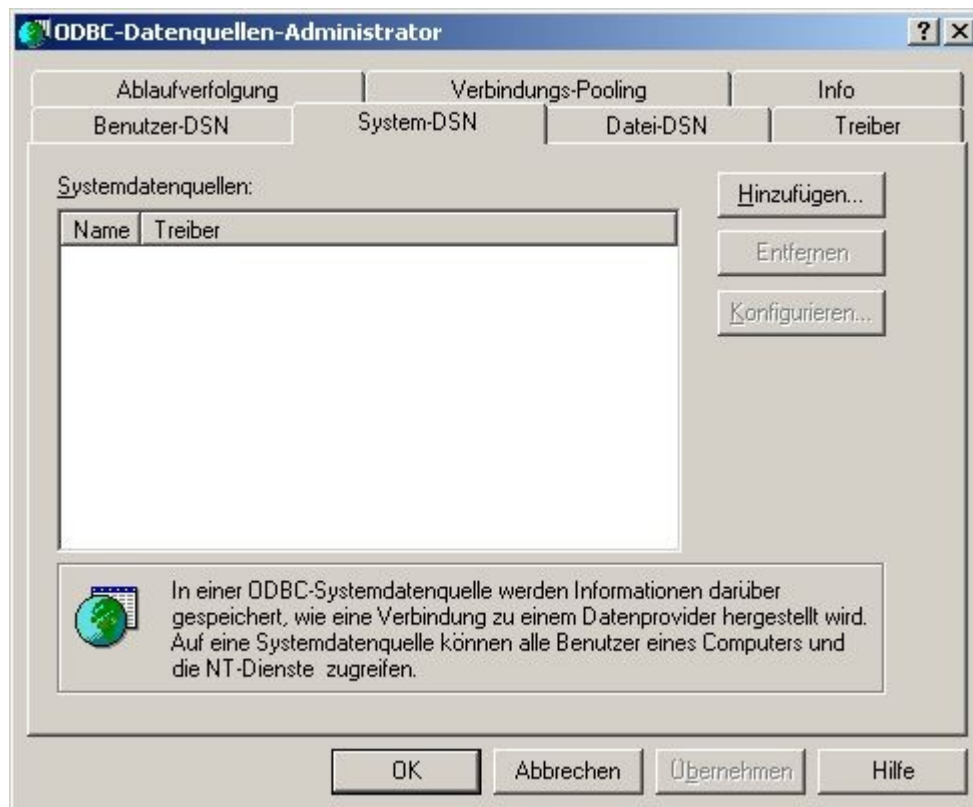 ODBC-Datenquellen-Administrator
Ablaufverfolgung Verbindungs-Pooling Info
Benutzer-DSN System-DSN Datei-DSN Treiber
Systemdatenquellen:
Hinzufügen...
Name Treiber
Entfernen
Konfigurieren...
In einer ODBC-Systemdatenquelle werden Informationen darüber
gespeichert, wie eine Verbindung zu einem Datenprovider hergestellt wird.
Auf eine Systemdatenquelle können alle Benutzer eines Computers und
die NT-Dienste zugreifen.
OK Abbrechen Übernehmen Hilfe